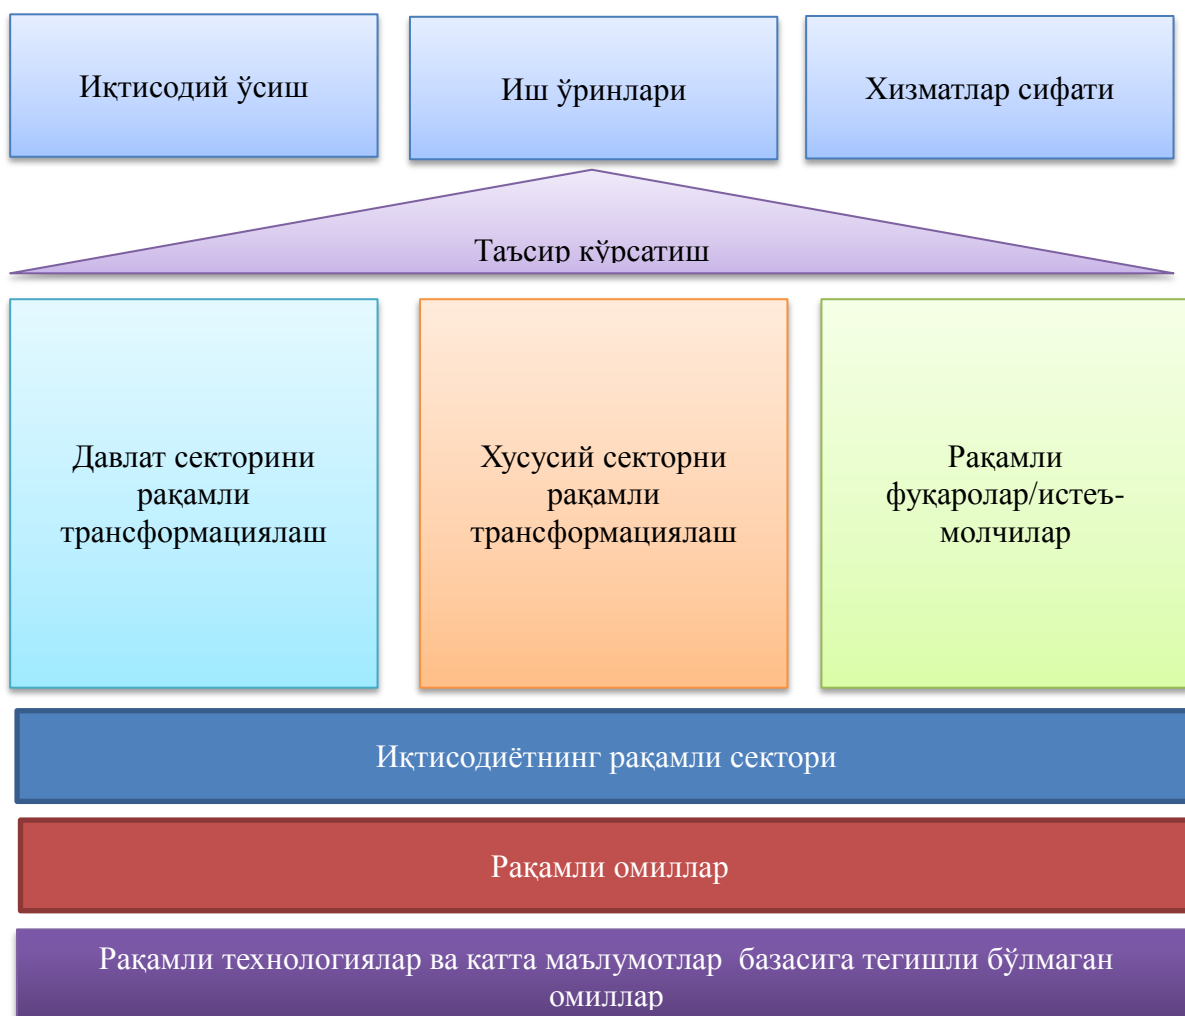 Иқтисодий ўсиш
Иш ўринлари
Хизматлар сифати
Таъсир кўрсатиш
Давлат секторини
рақамли
трансформациялаш
Хусусий секторни
рақамли
трансформациялаш
Рақамли
фуқаролар/истеъ-
молчилар
Иқтисодиётнинг рақамли сектори
Рақамли омиллар
Рақамли технологиялар ва катта маълумотлар базасига тегишли бўлмаган
омиллар